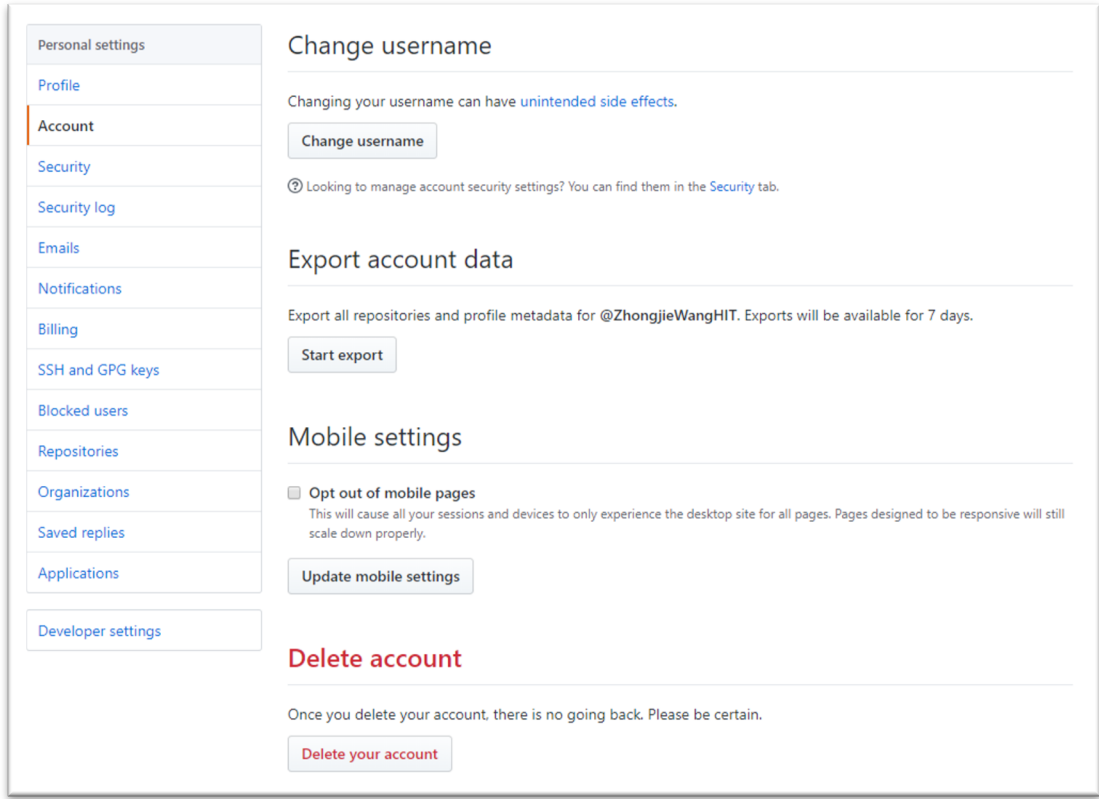 Personal settings
Profile
Account
Security
Security log
Emails
Notifications
Billing
SSH and GPG keys
Blocked users
Repositories
Organizations
Saved replies
Applications
Developer settings
Change username
Changing your username can have unintended side effects.
Change username
Looking to manage account security settings? You can find them in the Security tab.
Export account data
Export all repositories and profile metadata for @ZhongjieWangHIT. Exports will be available for 7 days.
Start export
Mobile settings
Opt out of mobile pages
This will cause all your sessions and devices to only experience the desktop site for all pages. Pages designed to be responsive will still
scale down properly.
Update mobile settings
Delete account
Once you delete your account, there is no going back. Please be certain.
Delete your account